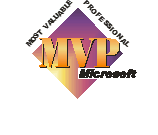 MOST VALUABLE PROFESSIONAL
MVP
Microsoft